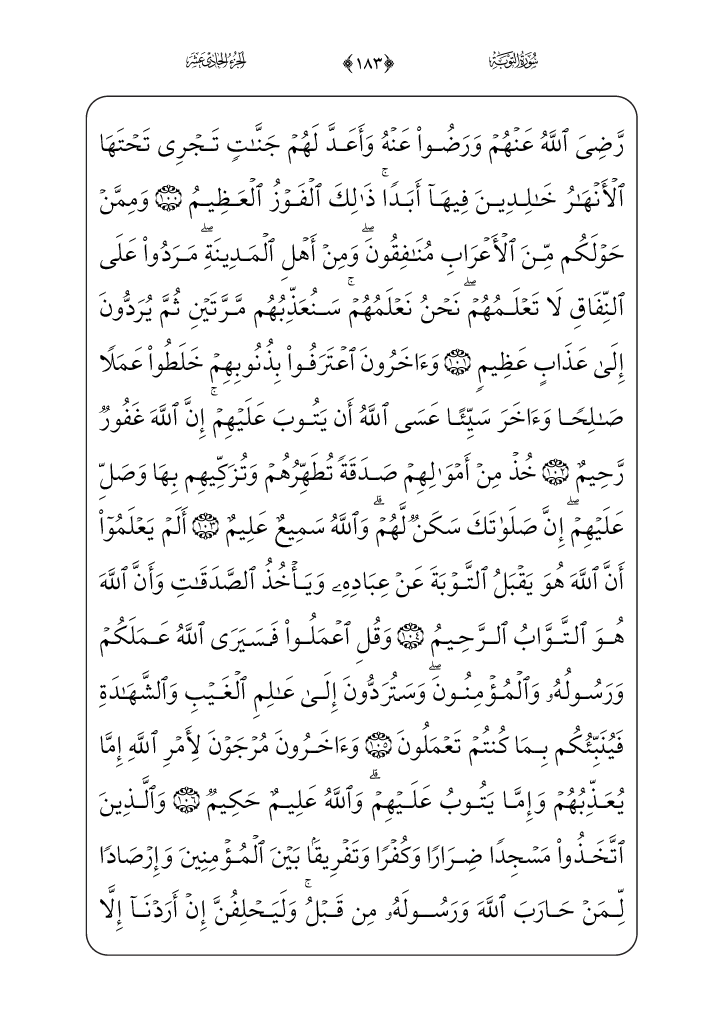 سُورَةُ التَّوۡبَةِ ﴿١٨٣﴾ الجُزۡءُ الحَادِي عَشَرَ
رَّضِيَ ٱللَّهُ عَنۡهُمۡ وَرَضُواْ عَنۡهُ وَأَعَدَّ لَهُمۡ جَنَّٰتٖ تَجۡرِي تَحۡتَهَا
ٱلۡأَنۡهَٰرُ خَٰلِدِينَ فِيهَآ أَبَدٗاۚ ذَٰلِكَ ٱلۡفَوۡزُ ٱلۡعَظِيمُ ١٠٠ وَمِمَّنۡ
حَوۡلَكُم مِّنَ ٱلۡأَعۡرَابِ مُنَٰفِقُونَۖ وَمِنۡ أَهۡلِ ٱلۡمَدِينَةِۖ مَرَدُواْ عَلَى
ٱلنِّفَاقِ لَا تَعۡلَمُهُمۡۖ نَحۡنُ نَعۡلَمُهُمۡۚ سَنُعَذِّبُهُم مَّرَّتَيۡنِ ثُمَّ يُرَدُّونَ
إِلَىٰ عَذَابٍ عَظِيمٖ ١٠١ وَءَاخَرُونَ ٱعۡتَرَفُواْ بِذُنُوبِهِمۡ خَلَطُواْ عَمَلٗا
صَٰلِحٗا وَءَاخَرَ سَيِّئًا عَسَى ٱللَّهُ أَن يَتُوبَ عَلَيۡهِمۡۚ إِنَّ ٱللَّهَ غَفُورٞ
رَّحِيمٌ ١٠٢ خُذۡ مِنۡ أَمۡوَٰلِهِمۡ صَدَقَةٗ تُطَهِّرُهُمۡ وَتُزَكِّيهِم بِهَا وَصَلِّ
عَلَيۡهِمۡۖ إِنَّ صَلَوٰتَكَ سَكَنٞ لَّهُمۡۗ وَٱللَّهُ سَمِيعٌ عَلِيمٌ ١٠٣ أَلَمۡ يَعۡلَمُوٓاْ
أَنَّ ٱللَّهَ هُوَ يَقۡبَلُ ٱلتَّوۡبَةَ عَنۡ عِبَادِهِۦ وَيَأۡخُذُ ٱلصَّدَقَٰتِ وَأَنَّ ٱللَّهَ
هُوَ ٱلتَّوَّابُ ٱلرَّحِيمُ ١٠٤ وَقُلِ ٱعۡمَلُواْ فَسَيَرَى ٱللَّهُ عَمَلَكُمۡ
وَرَسُولُهُۥ وَٱلۡمُؤۡمِنُونَۖ وَسَتُرَدُّونَ إِلَىٰ عَٰلِمِ ٱلۡغَيۡبِ وَٱلشَّهَٰدَةِ
فَيُنَبِّئُكُم بِمَا كُنتُمۡ تَعۡمَلُونَ ١٠٥ وَءَاخَرُونَ مُرۡجَوۡنَ لِأَمۡرِ ٱللَّهِ إِمَّا
يُعَذِّبُهُمۡ وَإِمَّا يَتُوبُ عَلَيۡهِمۡۗ وَٱللَّهُ عَلِيمٌ حَكِيمٞ ١٠٦ وَٱلَّذِينَ
ٱتَّخَذُواْ مَسۡجِدٗا ضِرَارٗا وَكُفۡرٗا وَتَفۡرِيقَۢا بَيۡنَ ٱلۡمُؤۡمِنِينَ وَإِرۡصَادٗا
لِّمَنۡ حَارَبَ ٱللَّهَ وَرَسُولَهُۥ مِن قَبۡلُۚ وَلَيَحۡلِفُنَّ إِنۡ أَرَدۡنَآ إِلَّا